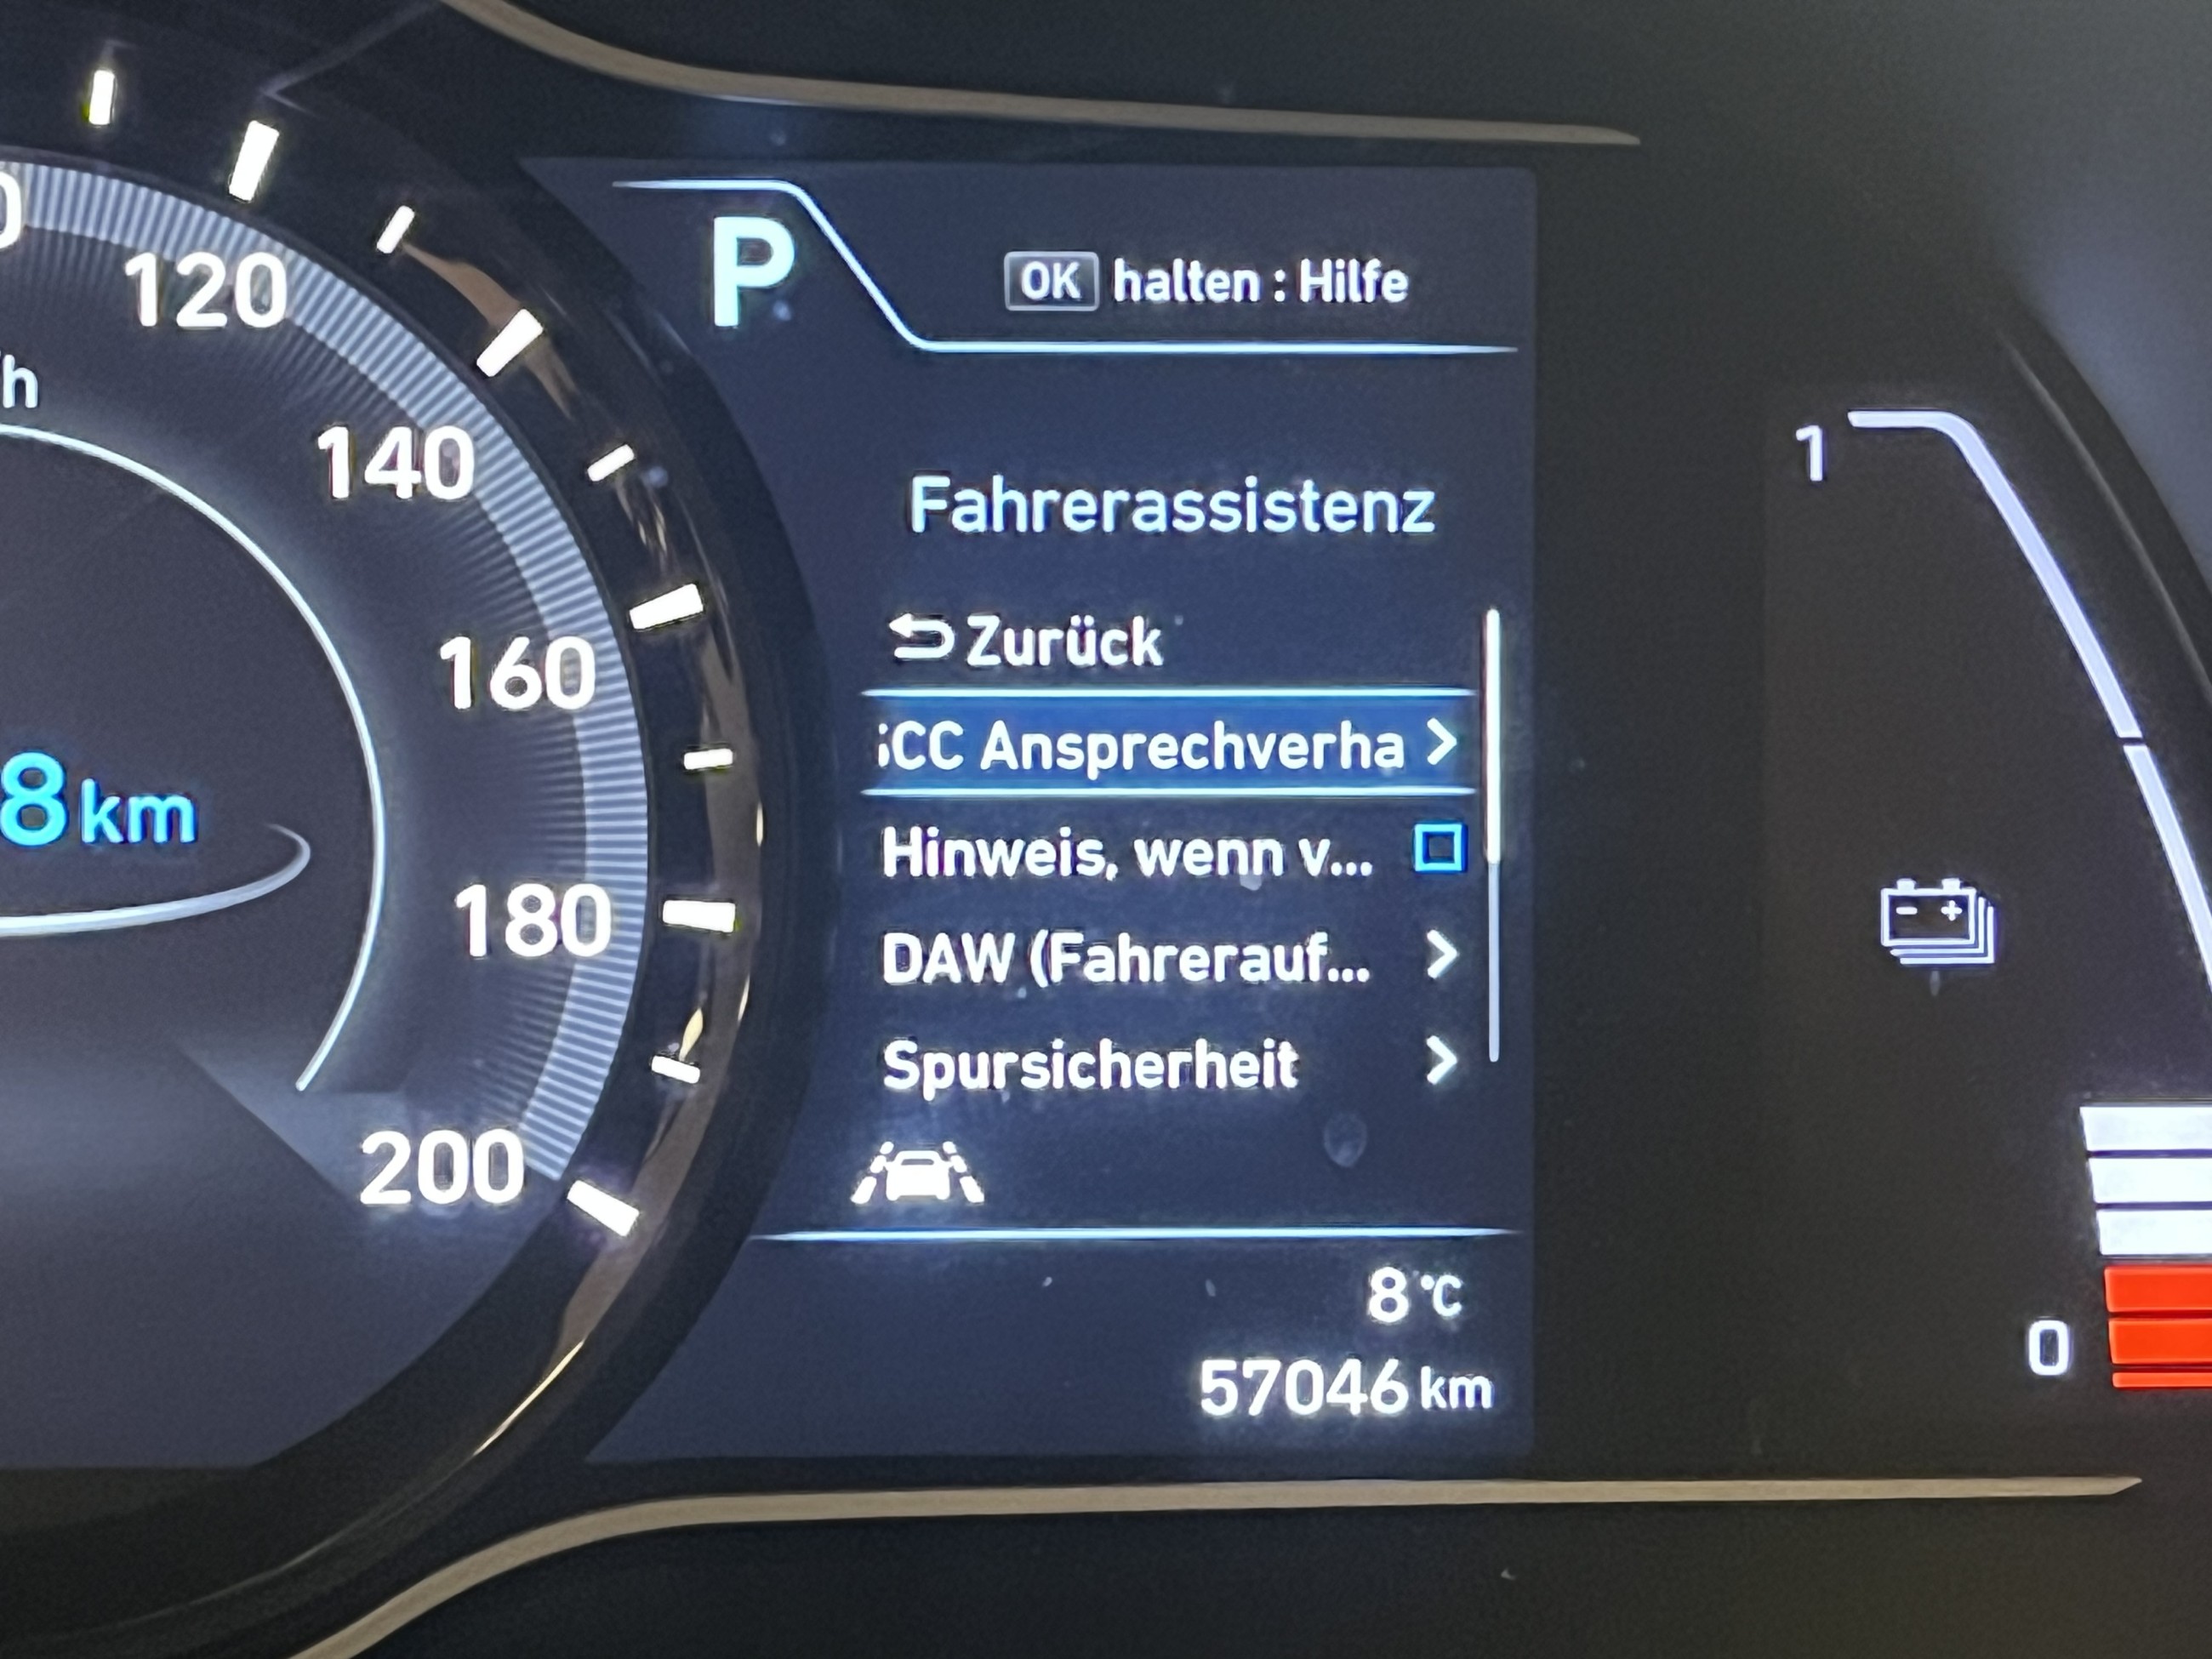 P
OK halten : Hilfe
120
140
160
180
200
8 km
Fahrerassistenz
Zurück
CC Ansprechverha
Hinweis, wenn v...
DAW (Fahrerauf...
Spursicherheit
8 °C
57046 km
1
0